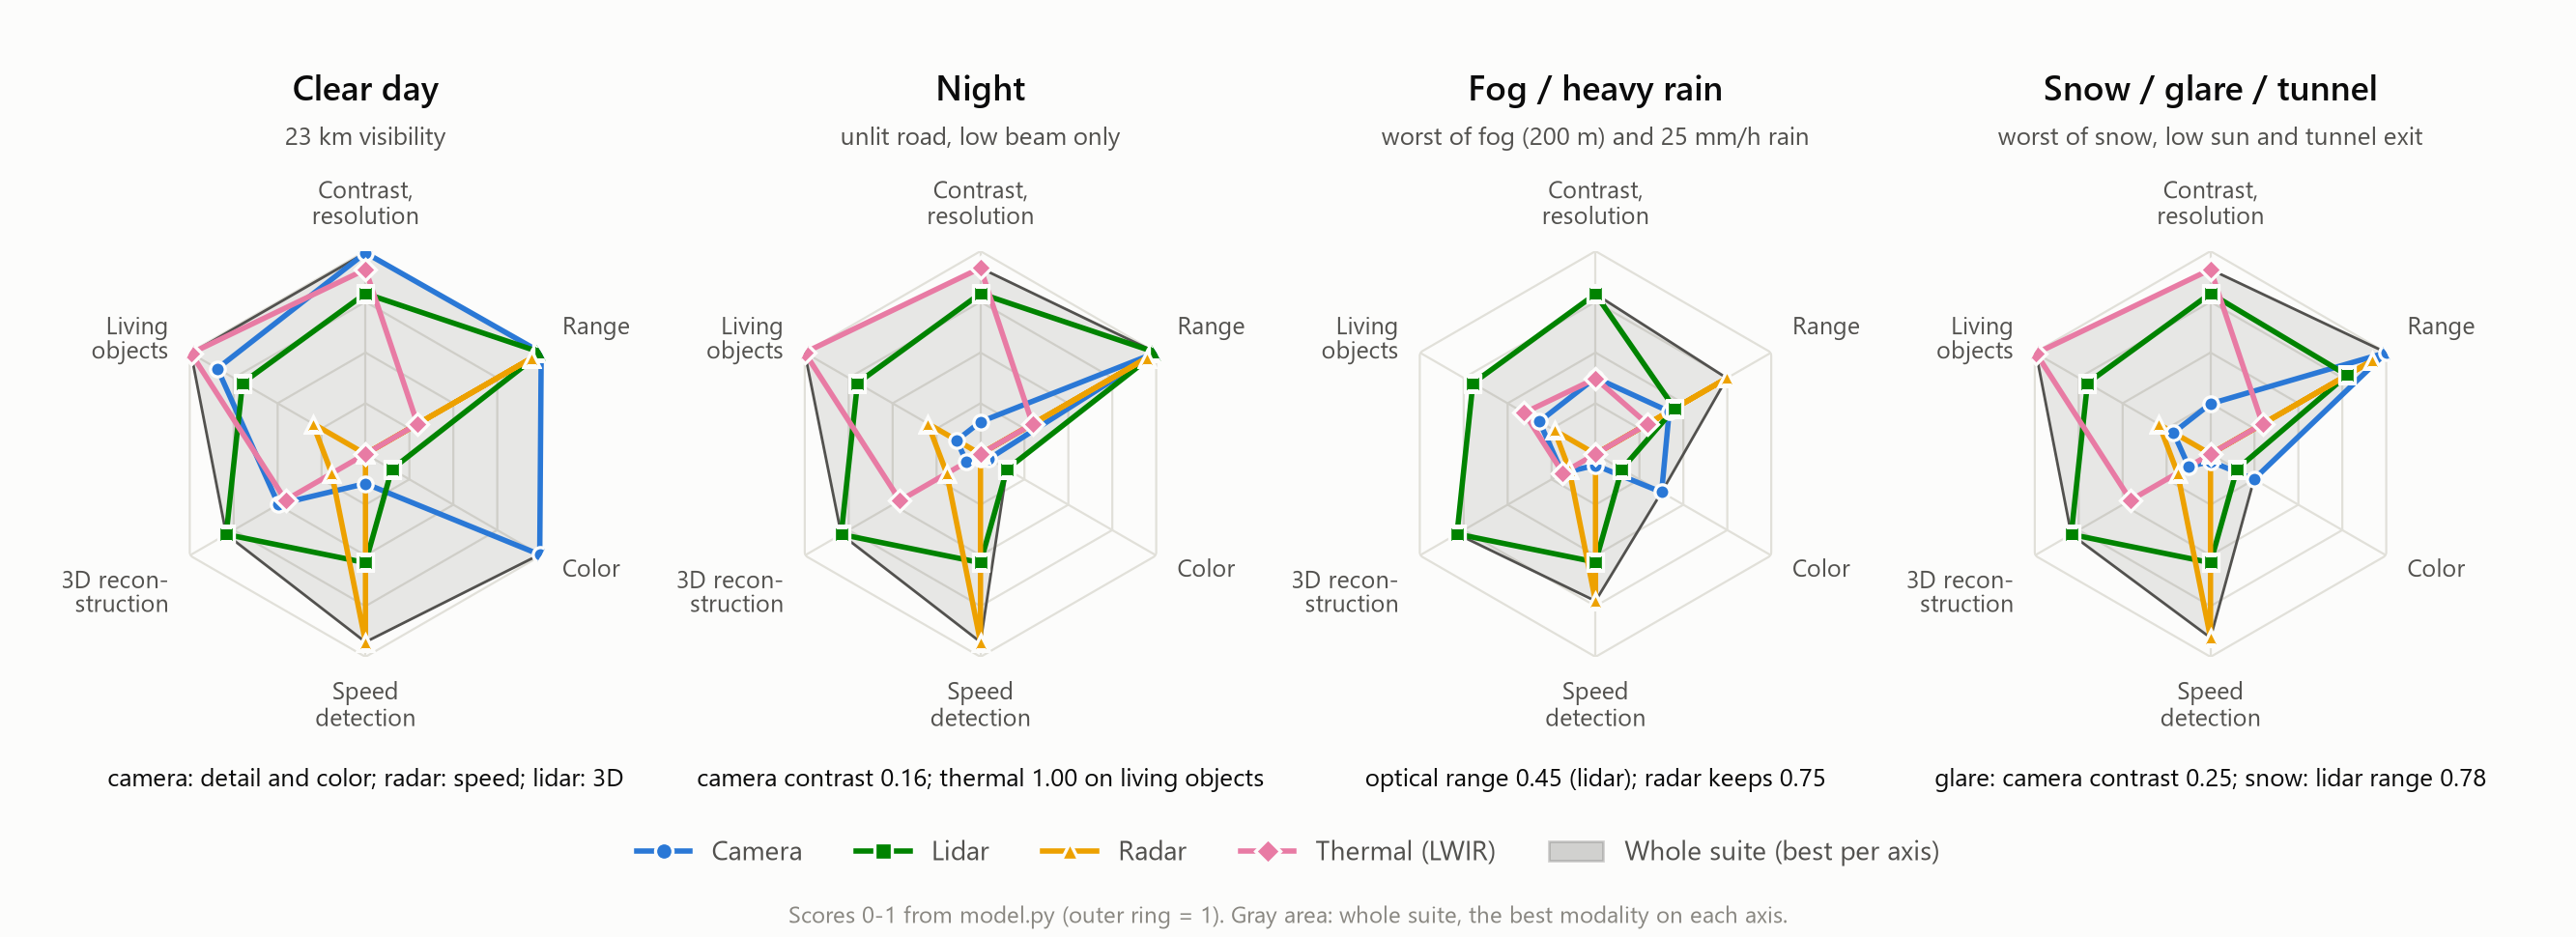 Clear day
23 km visibility
Contrast,
resolution
Range
Color
Speed
detection
3D recon-
struction
Living
objects
camera: detail and color; radar: speed; lidar: 3D
Night
unlit road, low beam only
Contrast,
resolution
Range
Color
Speed
detection
3D recon-
struction
Living
objects
camera contrast 0.16; thermal 1.00 on living objects
Fog / heavy rain
worst of fog (200 m) and 25 mm/h rain
Contrast,
resolution
Range
Color
Speed
detection
3D recon-
struction
Living
objects
optical range 0.45 (lidar); radar keeps 0.75
Snow / glare / tunnel
worst of snow, low sun and tunnel exit
Contrast,
resolution
Range
Color
Speed
detection
3D recon-
struction
Living
objects
glare: camera contrast 0.25; snow: lidar range 0.78
Camera
Lidar
Radar
Thermal (LWIR)
Whole suite (best per axis)
Scores 0-1 from model.py (outer ring = 1). Gray area: whole suite, the best modality on each axis.